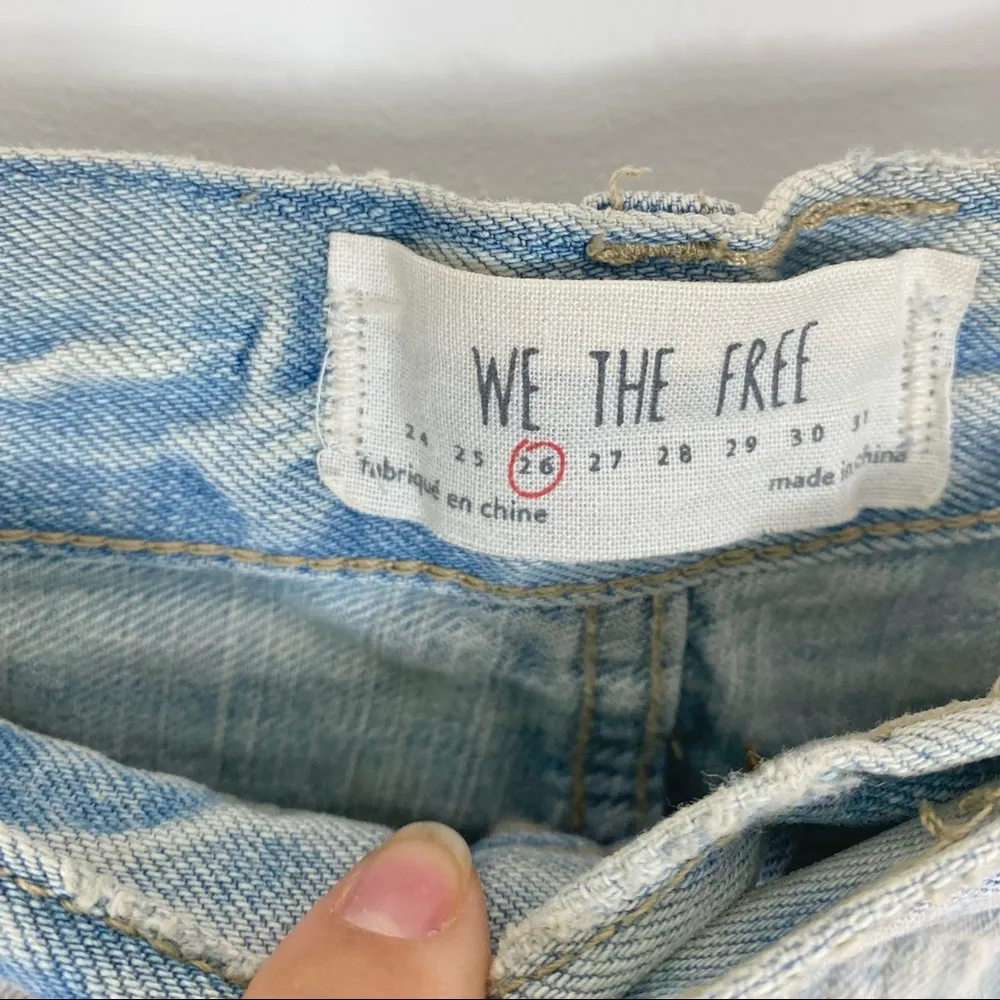 WE THE FREE
24 25 26 27 28 29 30 31
fabriqué en chine made in china